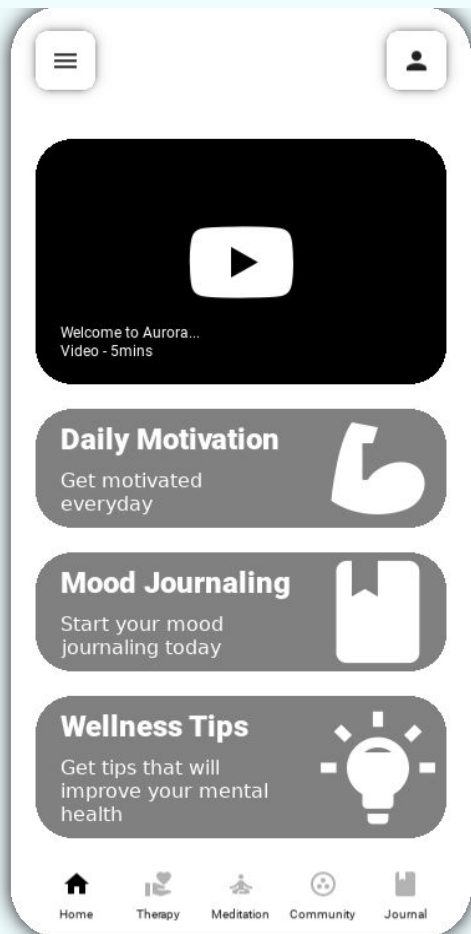 Welcome to Aurora...
Video - 5mins
Daily Motivation
Get motivated
everyday
Mood Journaling
Start your mood
journaling today
Wellness Tips
Get tips that will
improve your mental
health
Home
Therapy
Meditation
Community
Journal